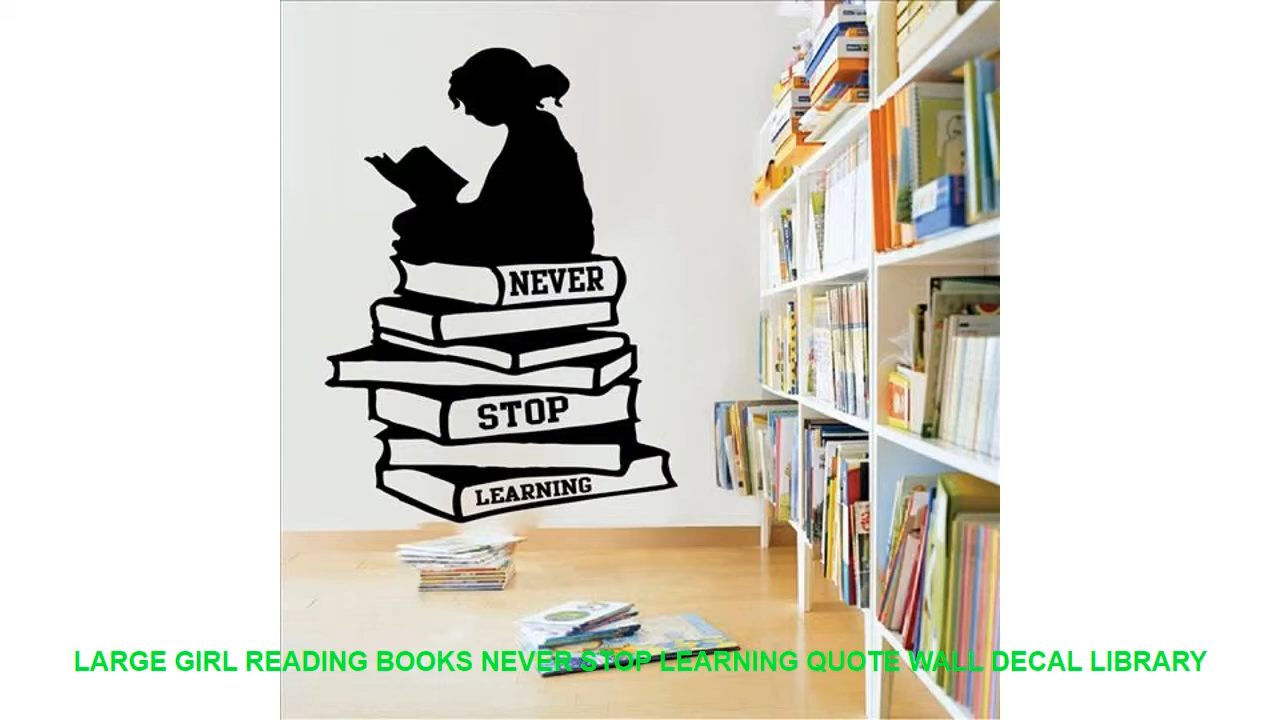 NEVER
STOP
LEARNING
LARGE GIRL READING BOOKS NEVER STOP LEARNING QUOTE WALL DECAL LIBRARY